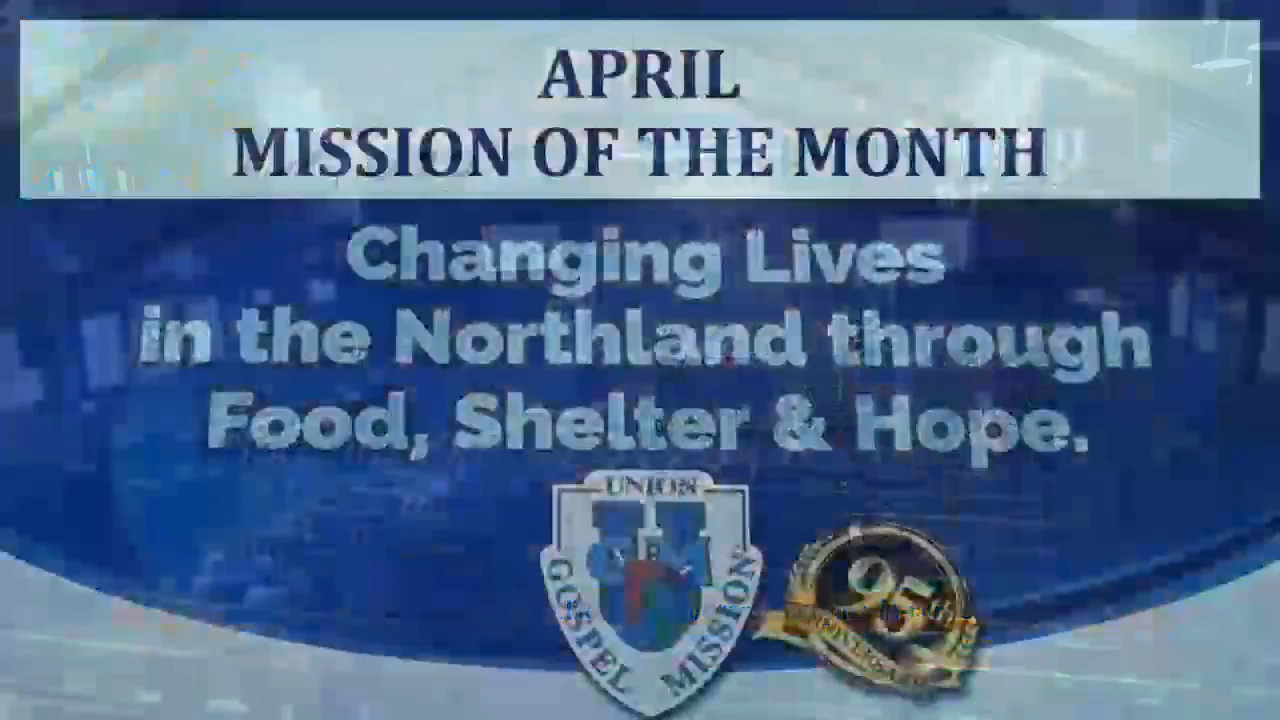 APRIL
MISSION OF THE MONTH
Changing Lives
in the Northland through
Food, Shelter & Hope.
UNION
GOSPEL MISSION
95